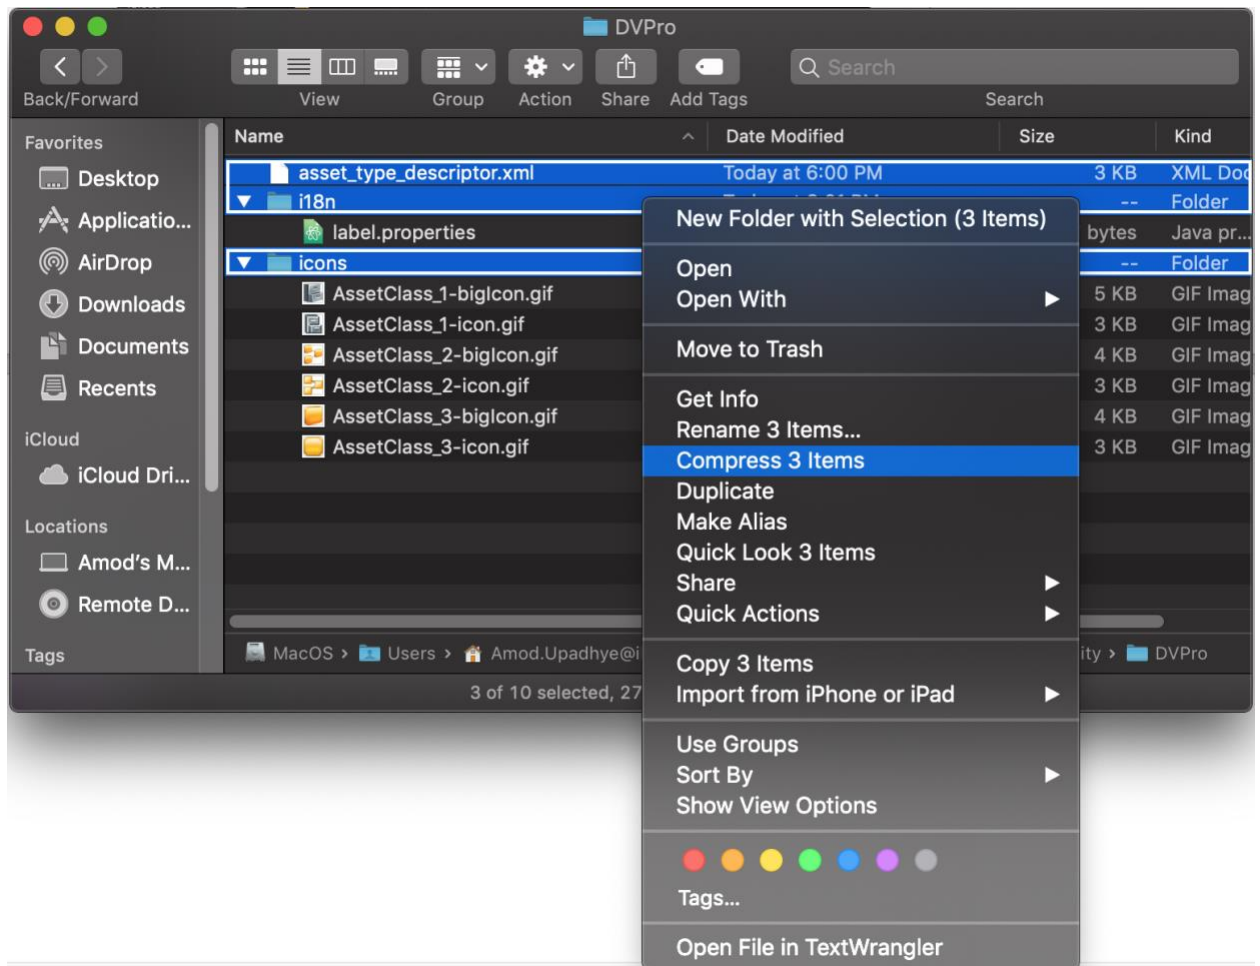 DVPro
Search
Back/Forward View Group Action Share Add Tags Search
Favorites
Desktop
Applicatio...
AirDrop
Downloads
Documents
Recents
iCloud
iCloud Dri...
Locations
Amod's M...
Remote D...
Tags
Name Date Modified Size Kind
asset_type_descriptor.xml Today at 6:00 PM 3 KB XML Doc
i18n -- Folder
label.properties bytes Java pr...
icons -- Folder
AssetClass_1-bigIcon.gif 5 KB GIF Imag
AssetClass_1-icon.gif 3 KB GIF Imag
AssetClass_2-bigIcon.gif 4 KB GIF Imag
AssetClass_2-icon.gif 3 KB GIF Imag
AssetClass_3-bigIcon.gif 4 KB GIF Imag
AssetClass_3-icon.gif 3 KB GIF Imag
MacOS › Users › Amod.Upadhye@i ity › DVPro
3 of 10 selected, 27
New Folder with Selection (3 Items)
Open
Open With
Move to Trash
Get Info
Rename 3 Items...
Compress 3 Items
Duplicate
Make Alias
Quick Look 3 Items
Share
Quick Actions
Copy 3 Items
Import from iPhone or iPad
Use Groups
Sort By
Show View Options
Tags...
Open File in TextWrangler